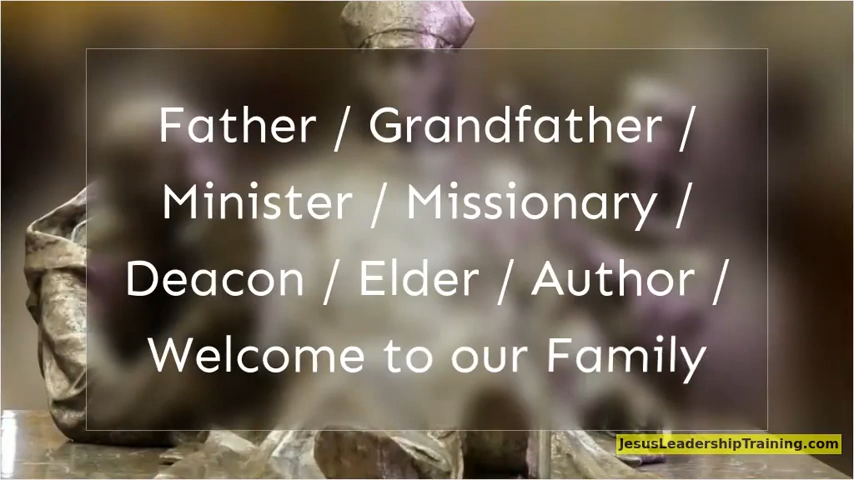 Father / Grandfather /
Minister / Missionary /
Deacon / Elder / Author /
Welcome to our Family
JesusLeadershipTraining.com